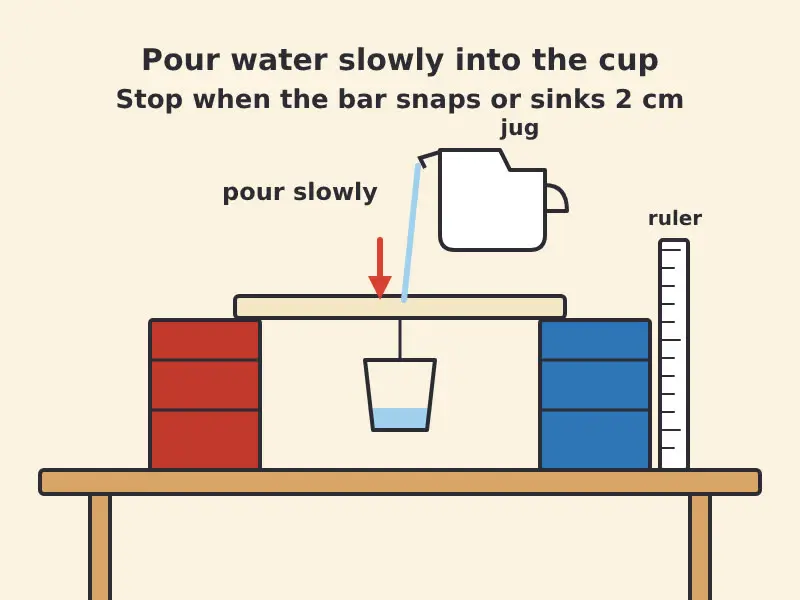 Pour water slowly into the cup
Stop when the bar snaps or sinks 2 cm
jug
pour slowly
ruler